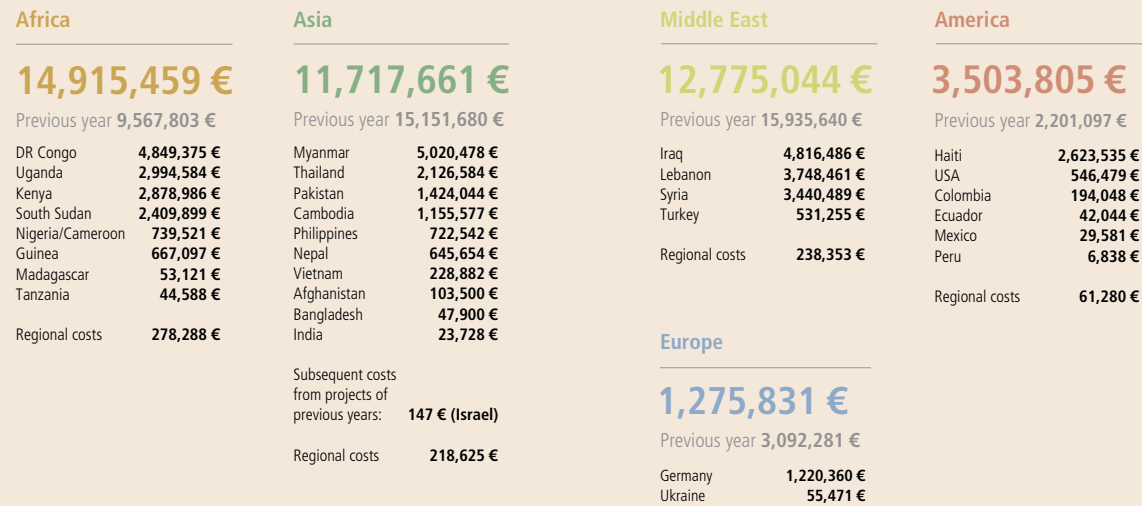 Africa
14,915,459 €
Previous year 9,567,803 €
DR Congo 4,849,375 €
Uganda 2,994,584 €
Kenya 2,878,986 €
South Sudan 2,409,899 €
Nigeria/Cameroon 739,521 €
Guinea 667,097 €
Madagascar 53,121 €
Tanzania 44,588 €
Regional costs 278,288 €
Asia
11,717,661 €
Previous year 15,151,680 €
Myanmar 5,020,478 €
Thailand 2,126,584 €
Pakistan 1,424,044 €
Cambodia 1,155,577 €
Philippines 722,542 €
Nepal 645,654 €
Vietnam 228,882 €
Afghanistan 103,500 €
Bangladesh 47,900 €
India 23,728 €
Subsequent costs
from projects of
previous years: 147 € (Israel)
Regional costs 218,625 €
Middle East
12,775,044 €
Previous year 15,935,640 €
Iraq 4,816,486 €
Lebanon 3,748,461 €
Syria 3,440,489 €
Turkey 531,255 €
Regional costs 238,353 €
Europe
1,275,831 €
Previous year 3,092,281 €
Germany 1,220,360 €
Ukraine 55,471 €
America
3,503,805 €
Previous year 2,201,097 €
Haiti 2,623,535 €
USA 546,479 €
Colombia 194,048 €
Ecuador 42,044 €
Mexico 29,581 €
Peru 6,838 €
Regional costs 61,280 €